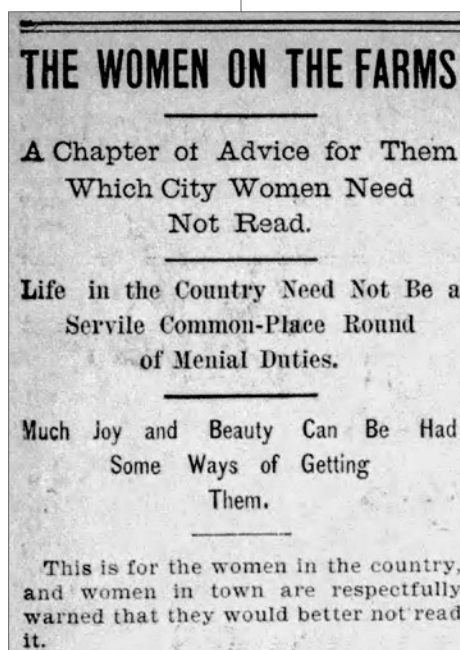 THE WOMEN ON THE FARMS
A Chapter of Advice for Them
Which City Women Need
Not Read.
Life in the Country Need Not Be a
Servile Common-Place Round
of Menial Duties.
Much Joy and Beauty Can Be Had
Some Ways of Getting
Them.
This is for the women in the country,
and women in town are respectfully
warned that they would better not read
it.